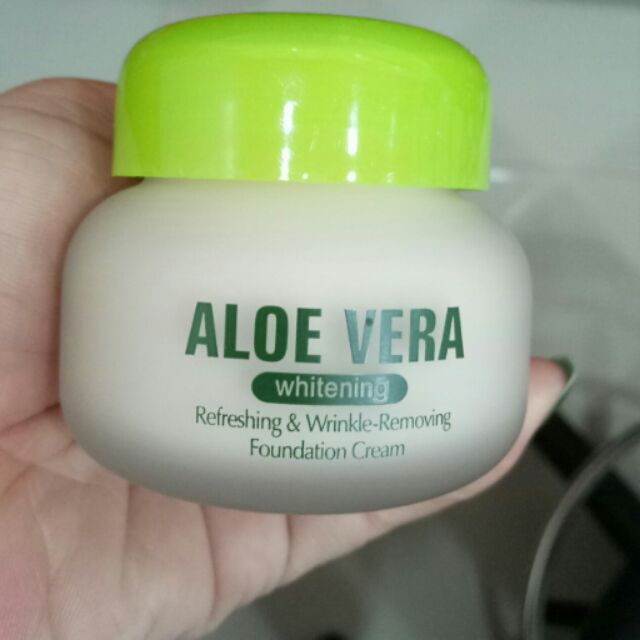 ALOE VERA
whitening
Refreshing & Wrinkle-Removing
Foundation Cream